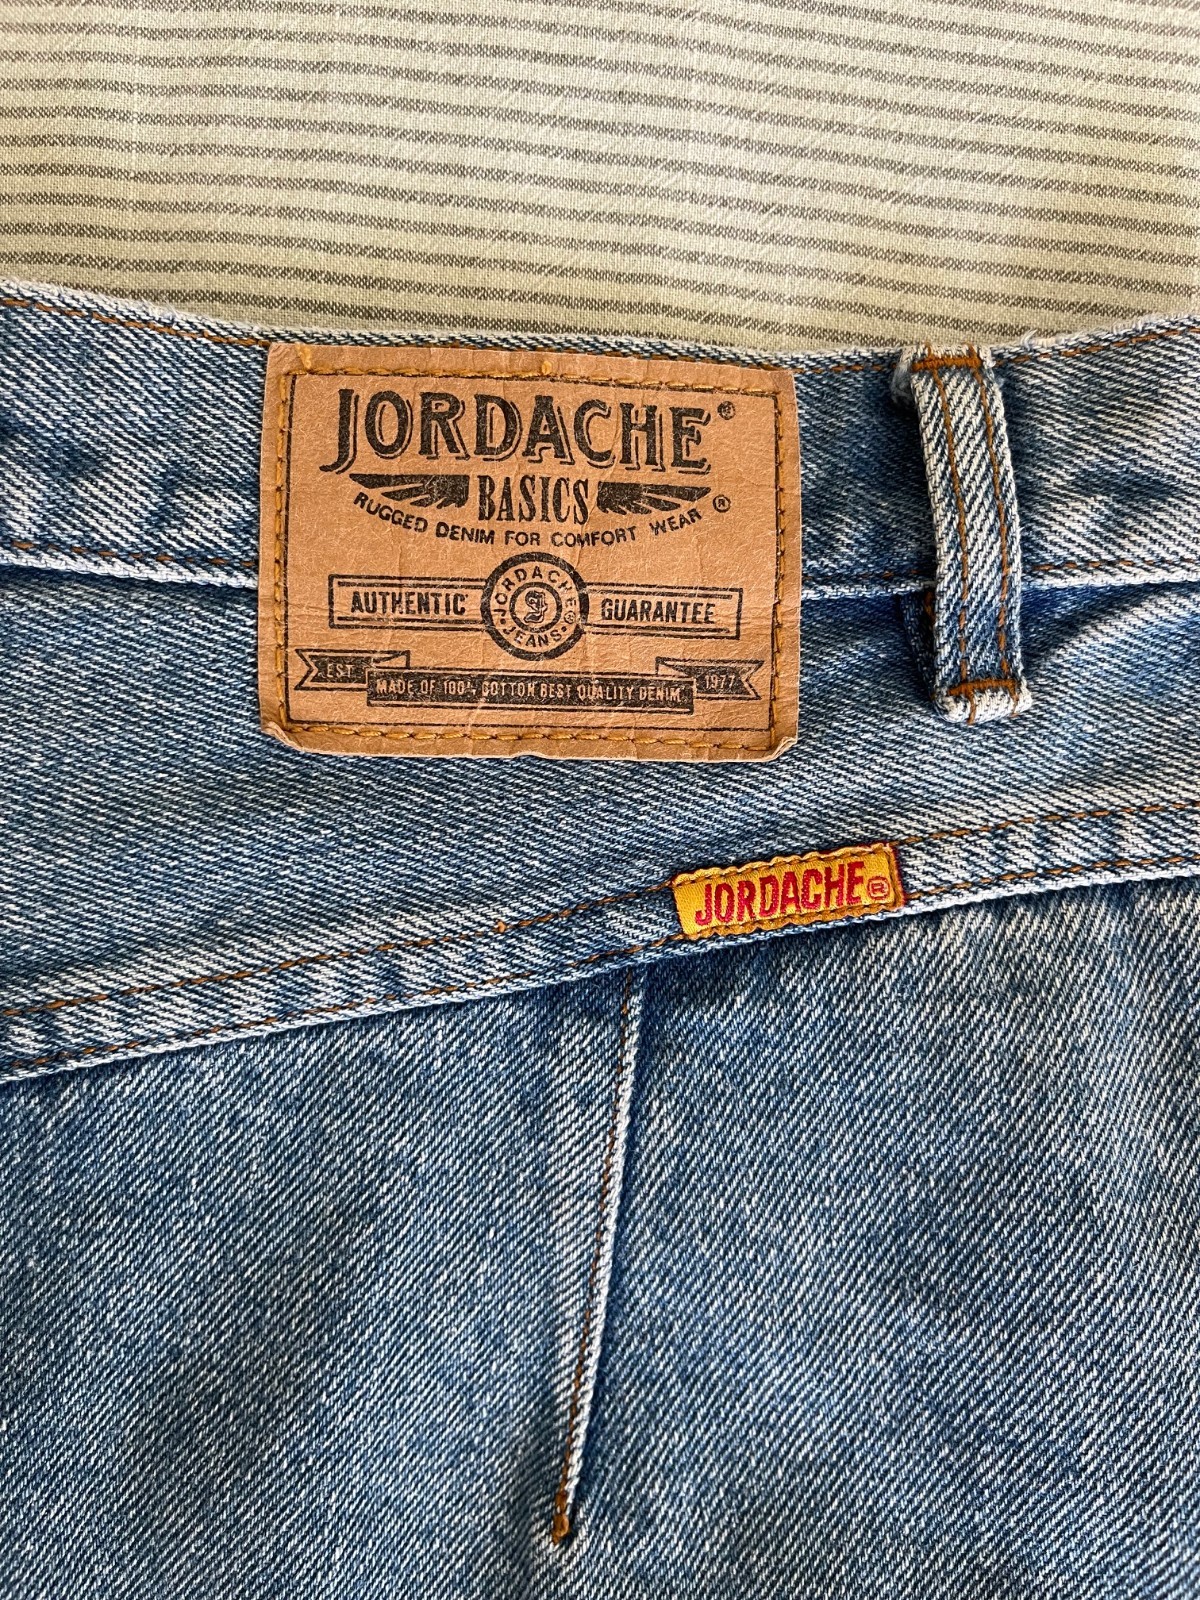 JORDACHE®
BASICS
RUGGED DENIM FOR COMFORT WEAR ®
AUTHENTIC
JORDACHE®
•JEANS•
GUARANTEE
EST
MADE OF 100% COTTON BEST QUALITY DENIM
1977
JORDACHE®